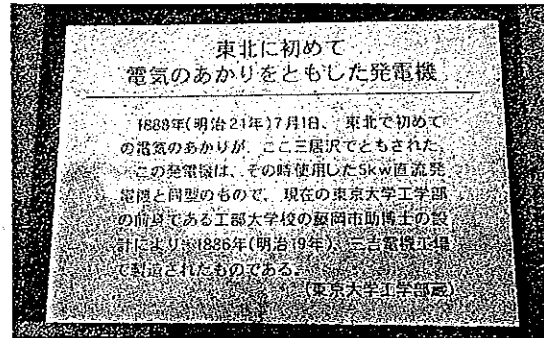 東北に初めて
電気のあかりをともした発電機
1888年(明治21年)7月1日、東北で初めて
の電気のあかりが、ここ三居沢でともされた。
この発電機は、その時使用した5kw直流発
電機と同型のもので、現在の東京大学工学部
の前身である工部大学校の藤岡市助博士の設
計により、1886年(明治19年)、三吉電機工場
で製造されたものである。
(東京大学工学部蔵)